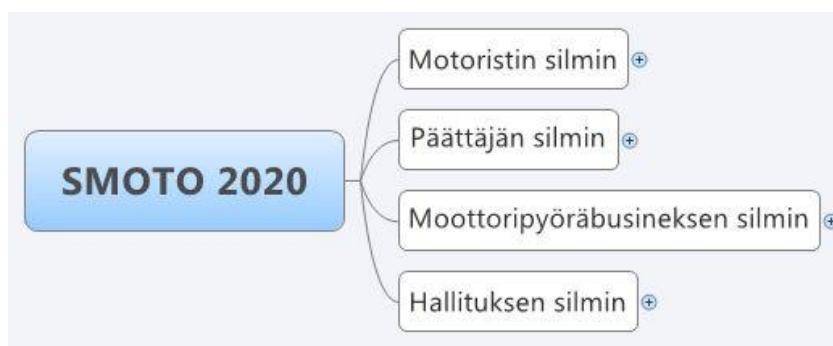 SMOTO 2020
Motoristin silmin
Päättäjän silmin
Moottoripyöräbusineksen silmin
Hallituksen silmin